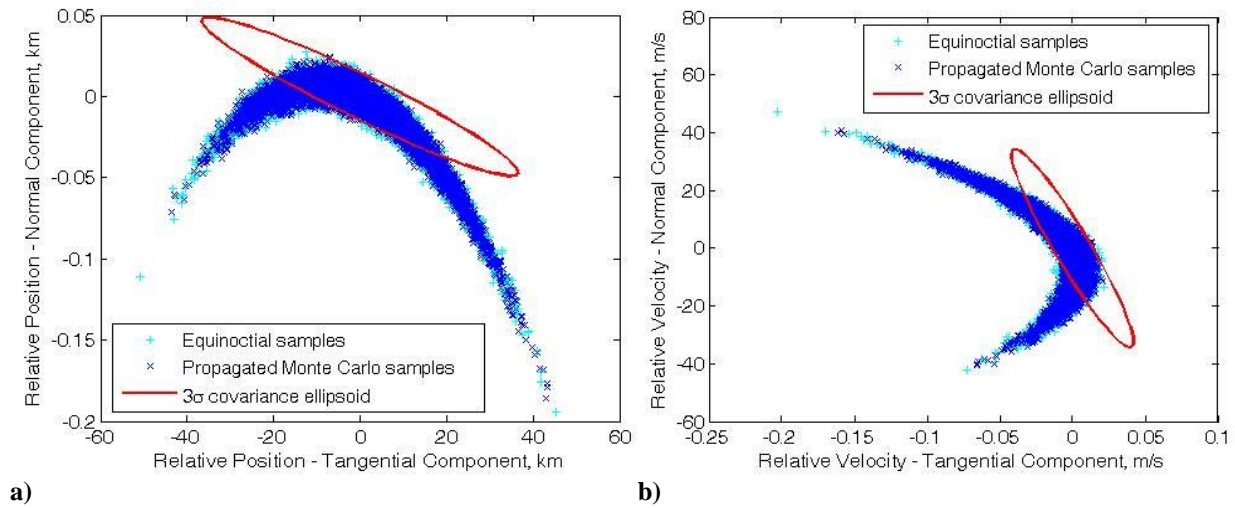 0.05
0
-0.05
-0.1
-0.15
-0.2
-60
-40
-20
0
20
40
60
Relative Position - Normal Component, km
Relative Position - Tangential Component, km
Equinoctial samples
Propagated Monte Carlo samples
3σ covariance ellipsoid
a)
80
60
40
20
0
-20
-40
-60
-0.25
-0.2
-0.15
-0.1
-0.05
0
0.05
0.1
Relative Velocity - Normal Component, m/s
Relative Velocity - Tangential Component, m/s
Equinoctial samples
Propagated Monte Carlo samples
3σ covariance ellipsoid
b)